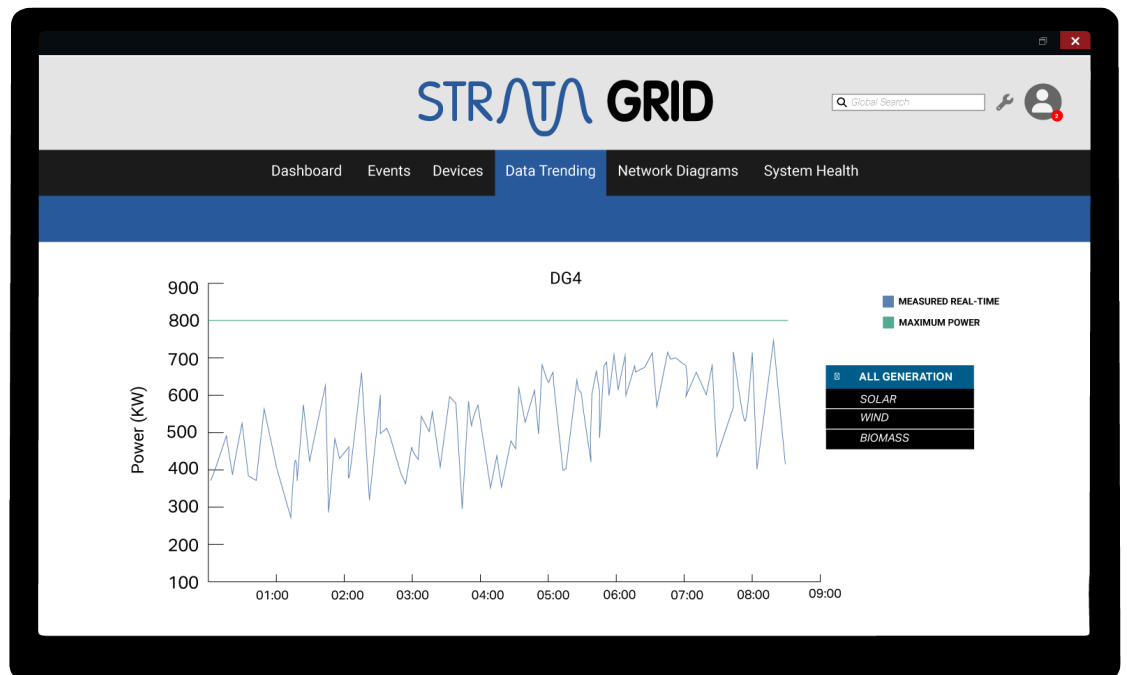 STRATA GRID
Global Search
2
Dashboard Events Devices Data Trending Network Diagrams System Health
DG4
900
800
700
600
500
400
300
200
100
Power (KW)
01:00 02:00 03:00 04:00 05:00 06:00 07:00 08:00 09:00
MEASURED REAL-TIME
MAXIMUM POWER
ALL GENERATION
SOLAR
WIND
BIOMASS